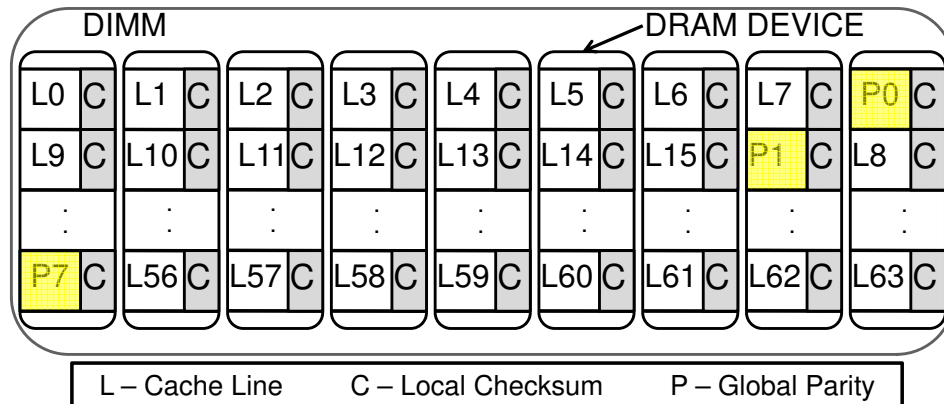 DIMM DRAM DEVICE
L0 C L1 C L2 C L3 C L4 C L5 C L6 C L7 C P0 C
L9 C L10 C L11 C L12 C L13 C L14 C L15 C P1 C L8 C
: : : : : : : : :
P7 C L56 C L57 C L58 C L59 C L60 C L61 C L62 C L63 C
L – Cache Line C – Local Checksum P – Global Parity